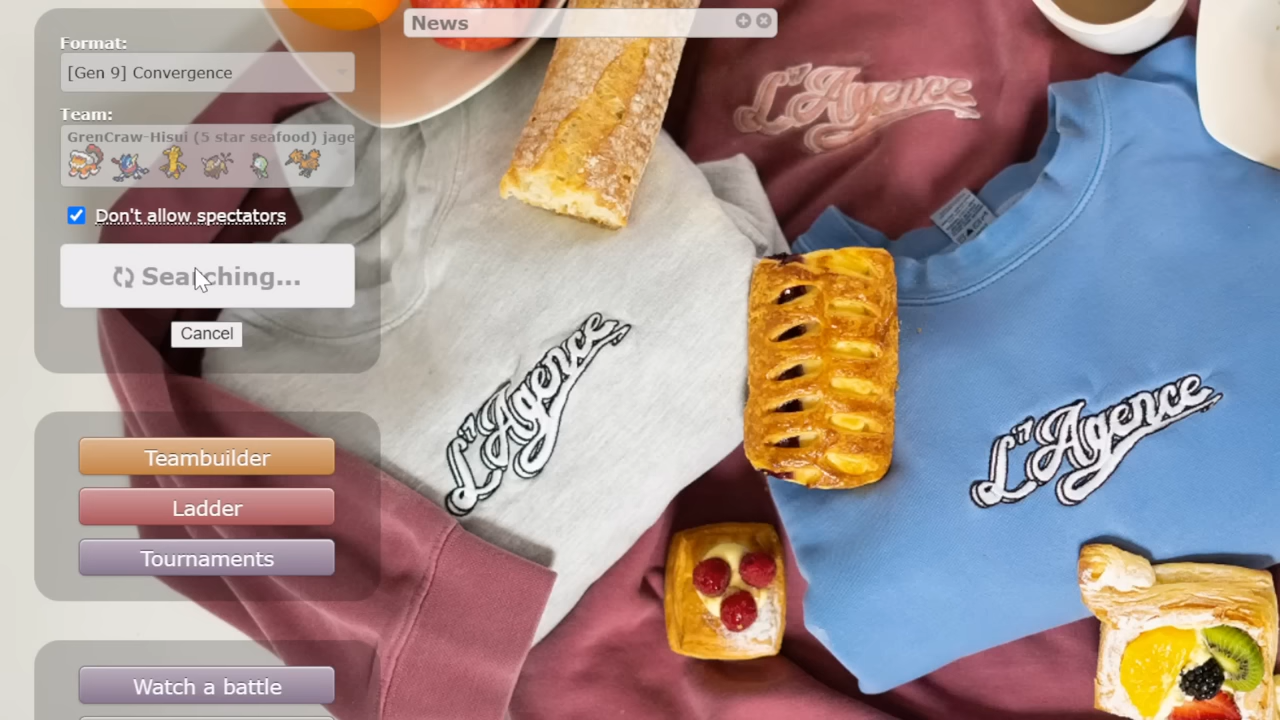 News
Format:
[Gen 9] Convergence
Team:
GrenCraw-Hisui (5 star seafood) jage
Don't allow spectators
Searching...
Cancel
Teambuilder
Ladder
Tournaments
Watch a battle
L'Agence
L'Agence
L'Agence